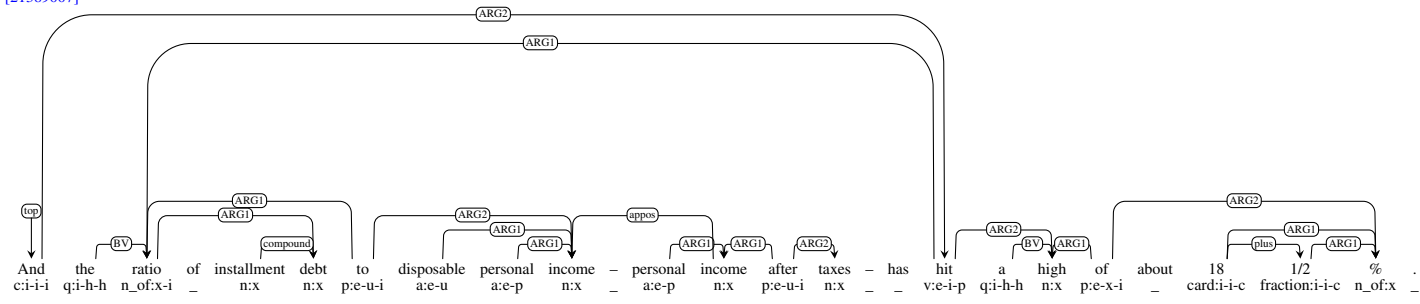 ARG2
ARG1
ARG1 ARG2
top ARG1 ARG2 appos ARG1
ARG1 ARG2
BV compound ARG1 ARG1 ARG1 ARG2 BV ARG1 plus ARG1
And the ratio of installment debt to disposable personal income – personal income after taxes – has hit a high of about 18 1/2 % .
c:i-i-i q:i-h-h n_of:x-i _ n:x n:x p:e-u-i a:e-u a:e-p n:x _ a:e-p n:x p:e-u-i n:x _ _ v:e-i-p q:i-h-h n:x p:e-x-i _ card:i-i-c fraction:i-i-c n_of:x _